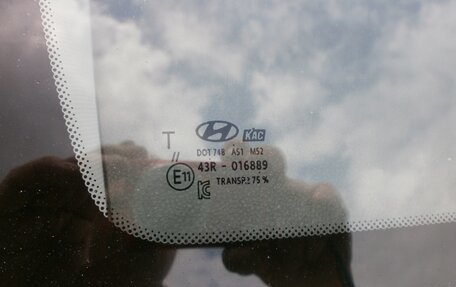 T KAC
DOT 748 AS1 M52
43R - 016889
E11 TRANSP.≥75%